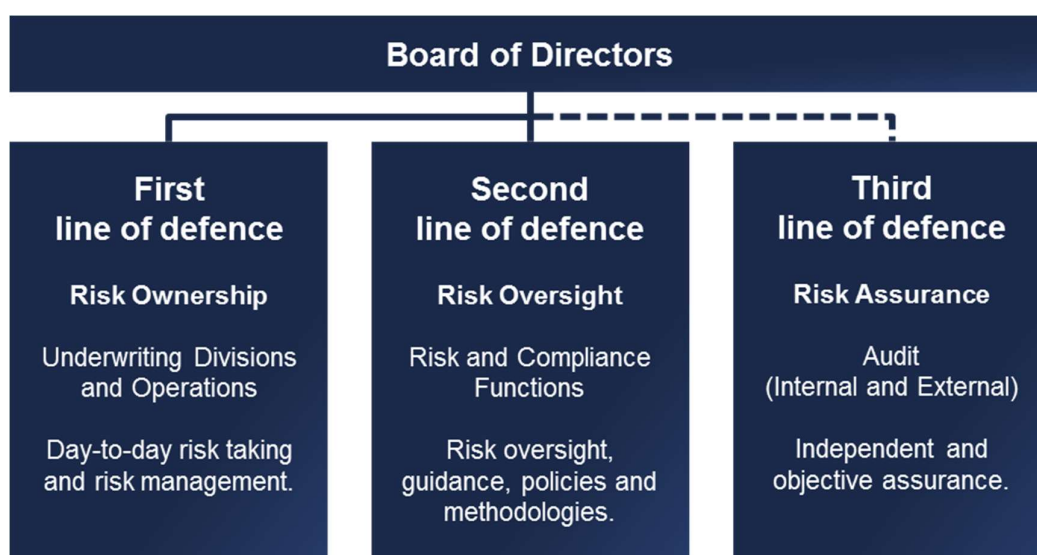 Board of Directors
First
line of defence
Risk Ownership
Underwriting Divisions
and Operations
Day-to-day risk taking
and risk management.
Second
line of defence
Risk Oversight
Risk and Compliance
Functions
Risk oversight,
guidance, policies and
methodologies.
Third
line of defence
Risk Assurance
Audit
(Internal and External)
Independent and
objective assurance.